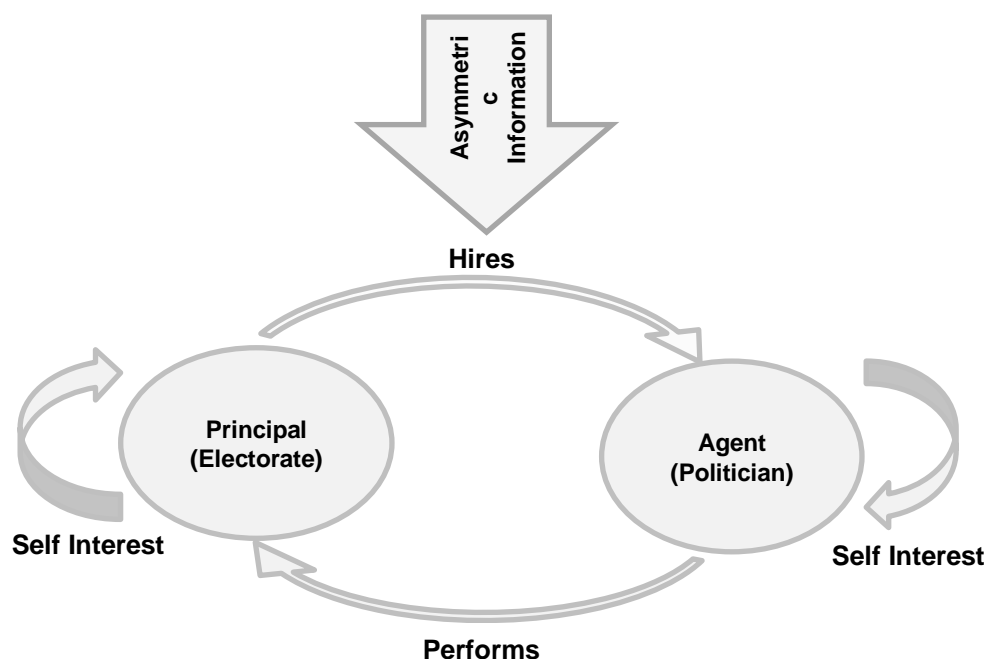 Asymmetri
c
Information
Hires
Principal
(Electorate)
Agent
(Politician)
Self Interest
Self Interest
Performs